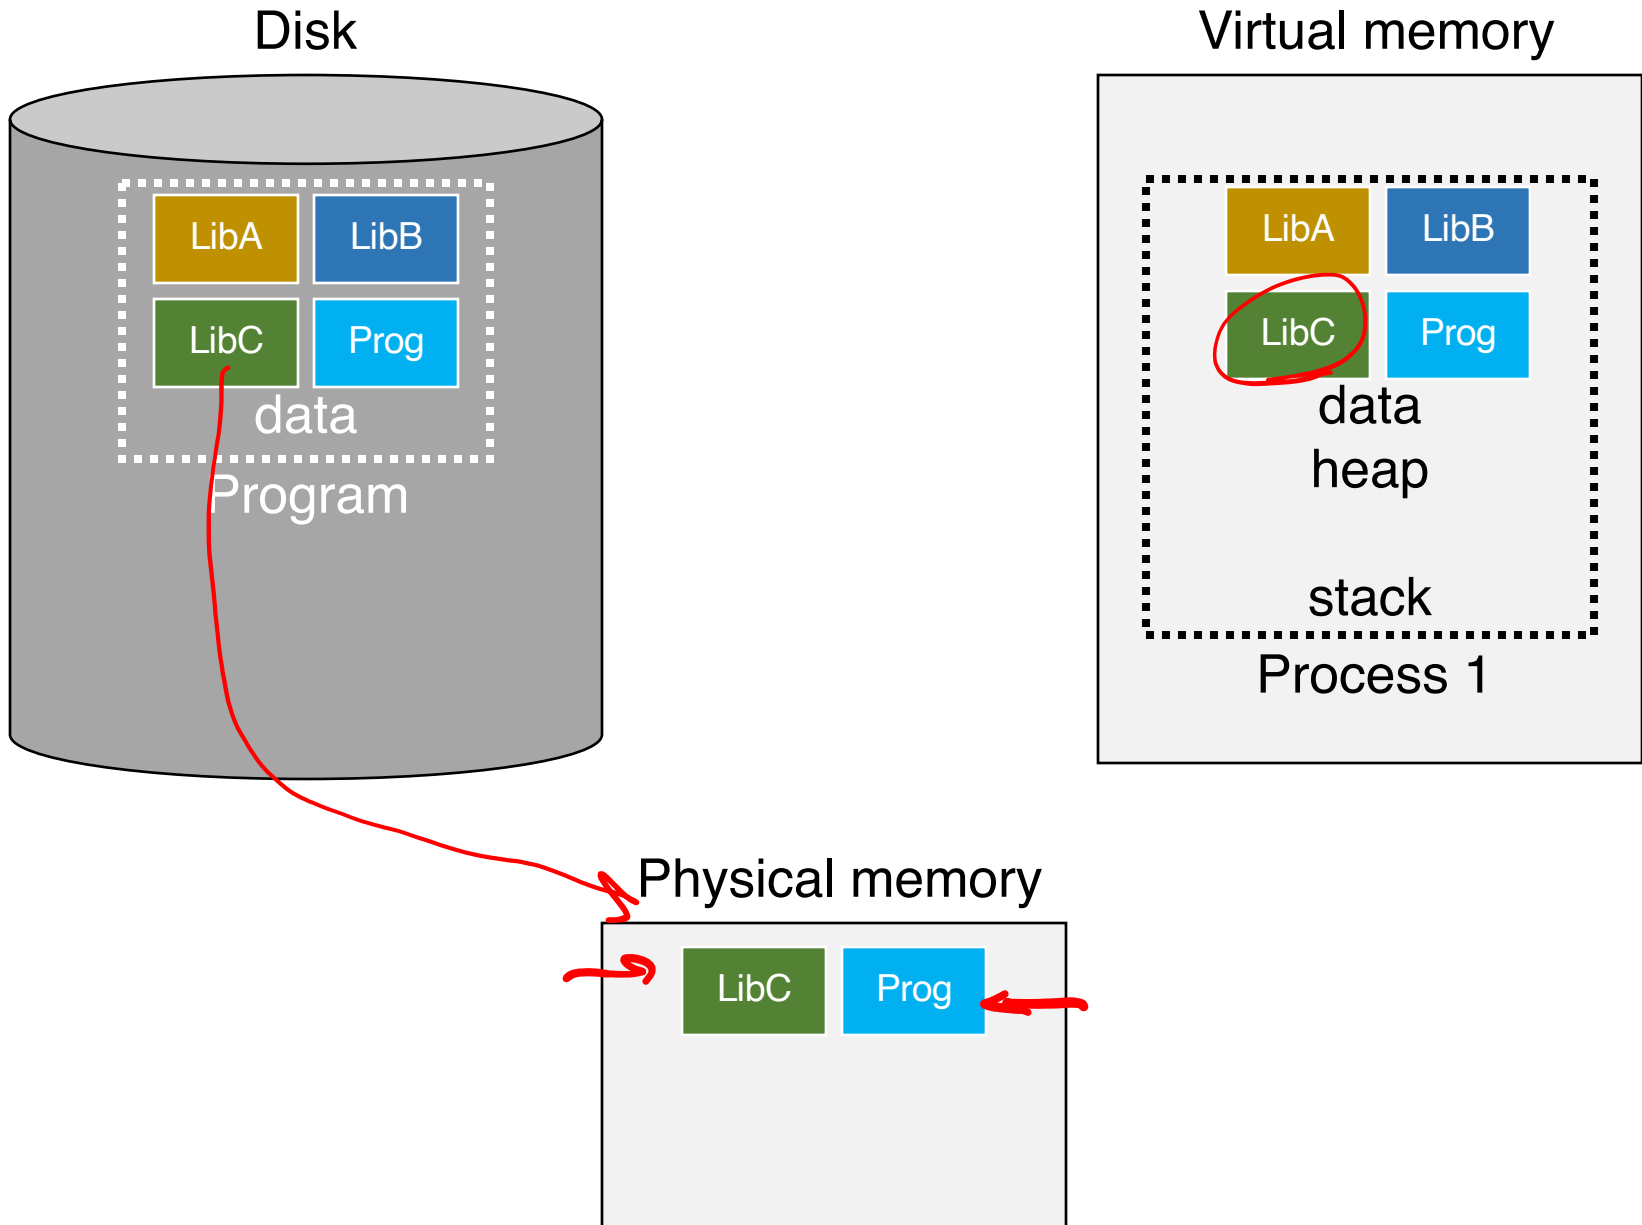 Disk
LibA LibB
LibC Prog
data
Program
Virtual memory
LibA LibB
LibC Prog
data
heap
stack
Process 1
Physical memory
LibC Prog